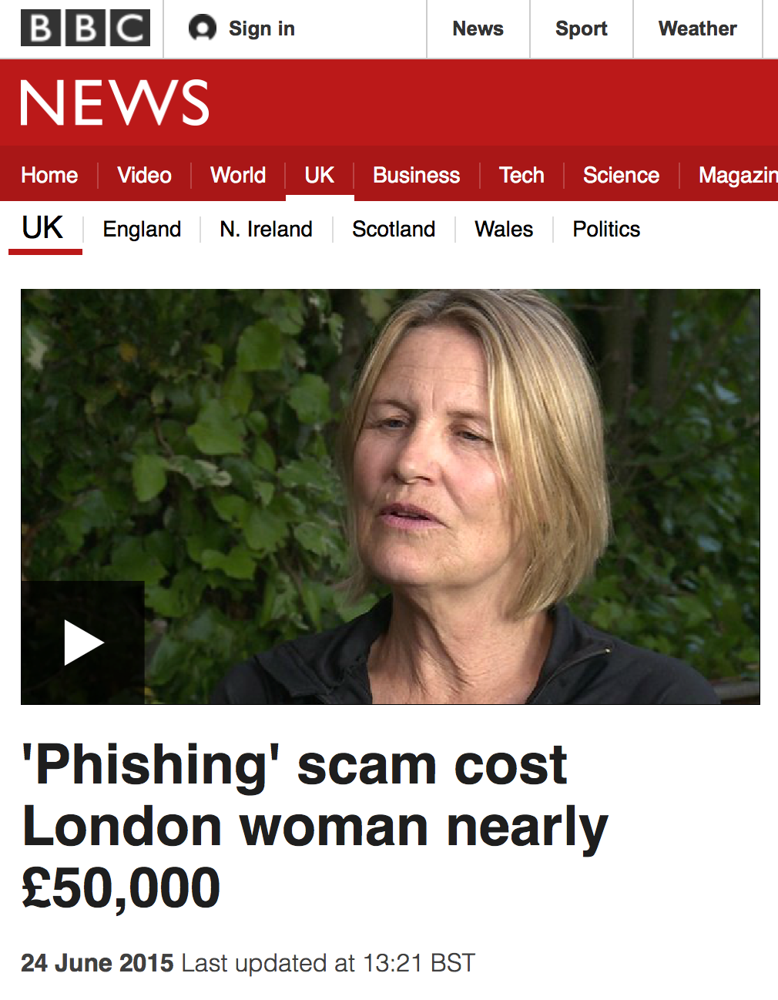 BBC Sign in News Sport Weather
NEWS
Home Video World UK Business Tech Science Magazin
UK England N. Ireland Scotland Wales Politics
'Phishing' scam cost
London woman nearly
£50,000
24 June 2015 Last updated at 13:21 BST